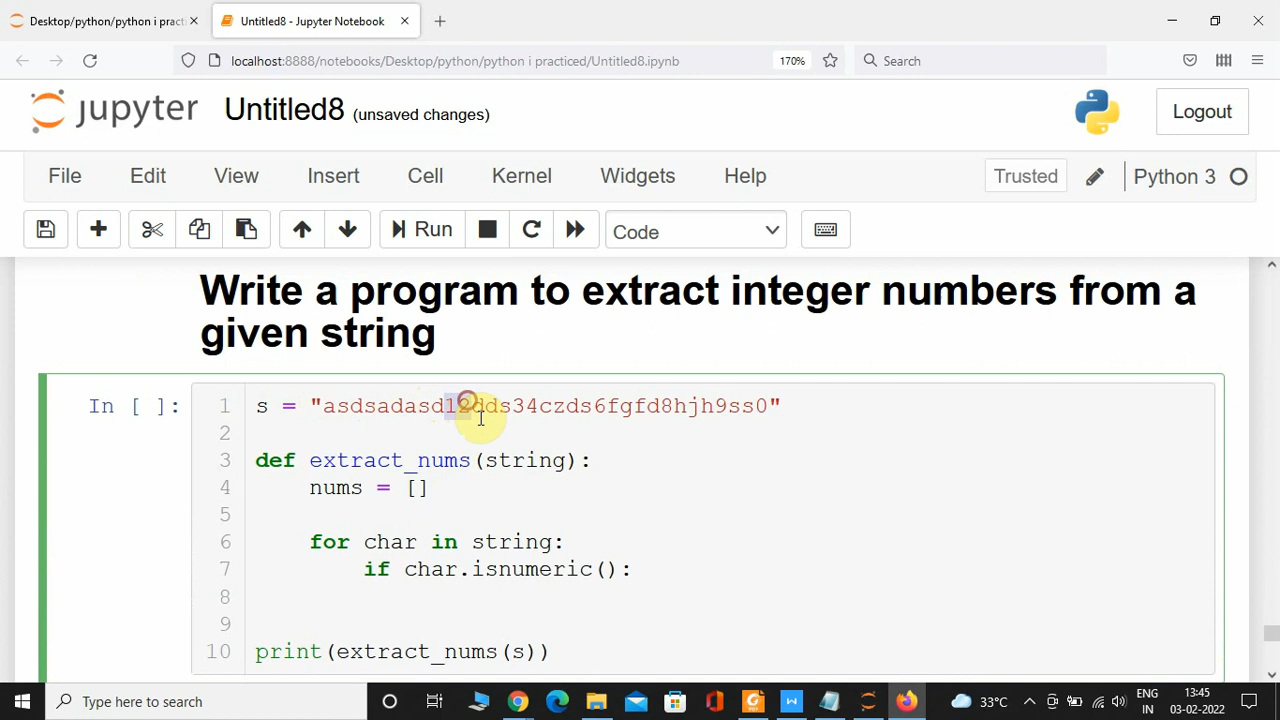 Desktop/python/python i practi
Untitled8 - Jupyter Notebook
localhost:8888/notebooks/Desktop/python/python i practiced/Untitled8.ipynb
170%
Search
jupyter Untitled8 (unsaved changes)
Logout
File Edit View Insert Cell Kernel Widgets Help
Trusted
Python 3
Run
Code
Write a program to extract integer numbers from a
given string
In [ ]:
1 s = "asdsadasd12dds34czds6fgfd8hjh9ss0"
2
3 def extract_nums(string):
4 nums = []
5
6 for char in string:
7 if char.isnumeric():
8
9
10 print(extract_nums(s))
Type here to search
33°C
ENG
IN
13:45
03-02-2022